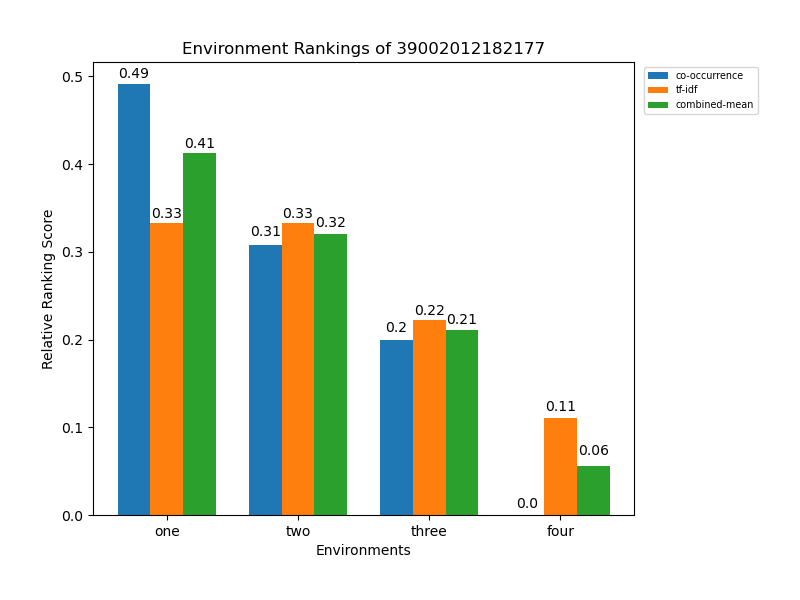 Environment Rankings of 39002012182177
co-occurrence
tf-idf
combined-mean
Relative Ranking Score
0.5
0.4
0.3
0.2
0.1
0.0
0.49
0.33
0.41
0.31
0.33
0.32
0.2
0.22
0.21
0.0
0.11
0.06
one two three four
Environments